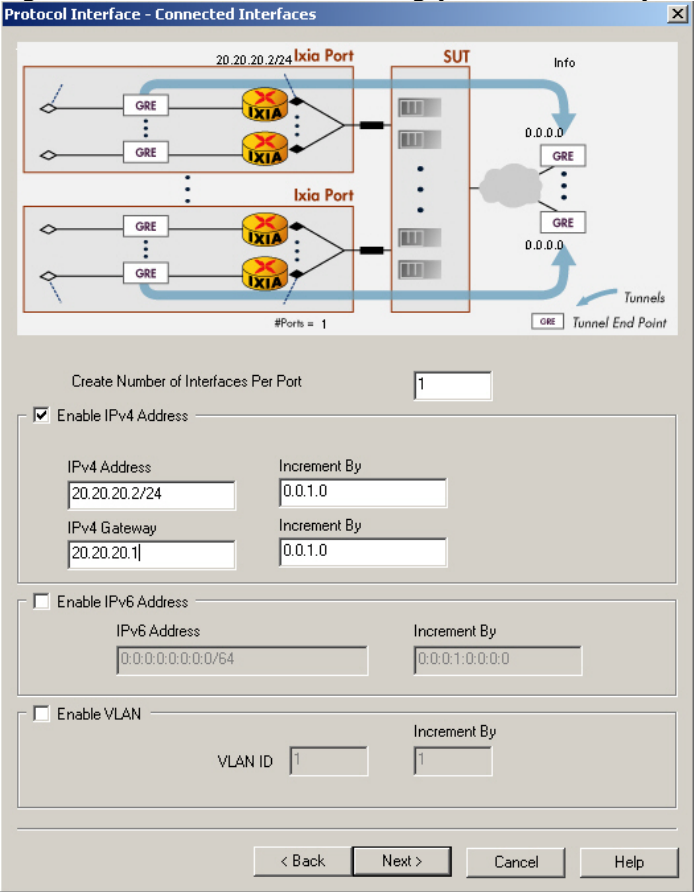 Protocol Interface - Connected Interfaces
20.20.20.2/24 Ixia Port SUT Info
GRE IXIA
0.0.0.0
GRE IXIA GRE
Ixia Port
GRE IXIA GRE
0.0.0.0
GRE IXIA
Tunnels
#Ports = 1 GRE Tunnel End Point
Create Number of Interfaces Per Port 1
Enable IPv4 Address
IPv4 Address Increment By
20.20.20.2/24 0.0.1.0
IPv4 Gateway Increment By
20.20.20.1 0.0.1.0
Enable IPv6 Address
IPv6 Address Increment By
0:0:0:0:0:0:0:0/64 0:0:0:1:0:0:0:0
Enable VLAN
Increment By
VLAN ID 1 1
< Back Next > Cancel Help